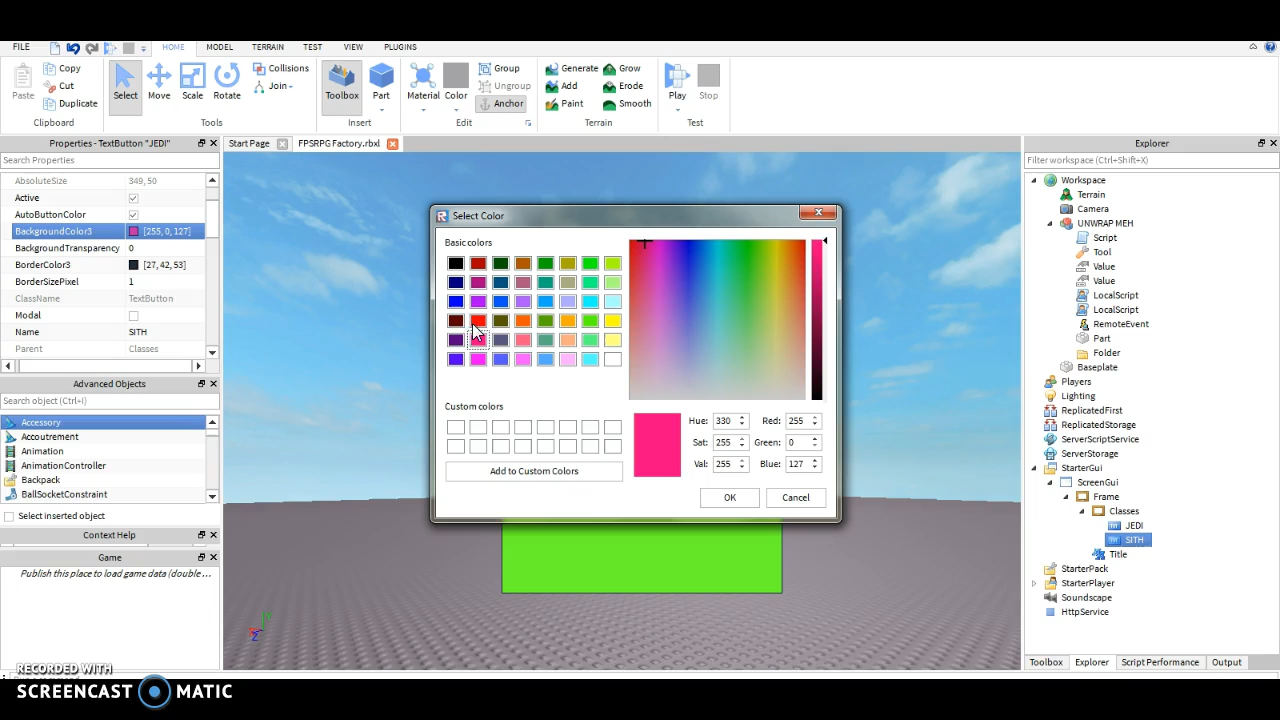 FILE HOME MODEL TERRAIN TEST VIEW PLUGINS
Paste Copy Cut Duplicate
Clipboard
Select Move Scale Rotate Collisions Join
Tools
Toolbox Part
Insert
Material Color Group Ungroup Anchor
Edit
Generate Add Paint Grow Erode Smooth
Terrain
Play Stop
Test
Properties - TextButton "JEDI"
Search Properties
AbsoluteSize 349, 50
Active
AutoButtonColor
BackgroundColor3 [255, 0, 127]
BackgroundTransparency 0
BorderColor3 [27, 42, 53]
BorderSizePixel 1
ClassName TextButton
Modal
Name SITH
Parent Classes
Advanced Objects
Search object (Ctrl+I)
Accessory
Accoutrement
Animation
AnimationController
Backpack
BallSocketConstraint
Select inserted object
Context Help
Game
Publish this place to load game data (double ...
RECORDED WITH
SCREENCAST MATIC
Start Page FPSRPG Factory.rbxl
Select Color
Basic colors
Custom colors
Add to Custom Colors
Hue: 330 Red: 255
Sat: 255 Green: 0
Val: 255 Blue: 127
OK Cancel
Explorer
Filter workspace (Ctrl+Shift+X)
Workspace
Terrain
Camera
UNWRAP MEH
Script
Tool
Value
Value
LocalScript
LocalScript
RemoteEvent
Part
Folder
Baseplate
Players
Lighting
ReplicatedFirst
ReplicatedStorage
ServerScriptService
ServerStorage
StarterGui
ScreenGui
Frame
Classes
JEDI
SITH
Title
StarterPack
StarterPlayer
Soundscape
HttpService
Toolbox Explorer Script Performance Output